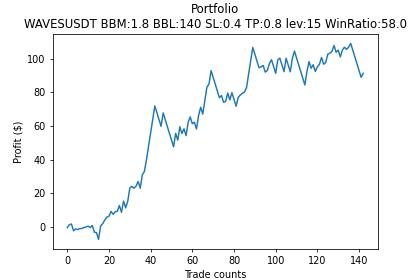 Portfolio
WAVESUSDT BBM:1.8 BBL:140 SL:0.4 TP:0.8 lev:15 WinRatio:58.0
Profit ($)
100
80
60
40
20
0
0 20 40 60 80 100 120 140
Trade counts